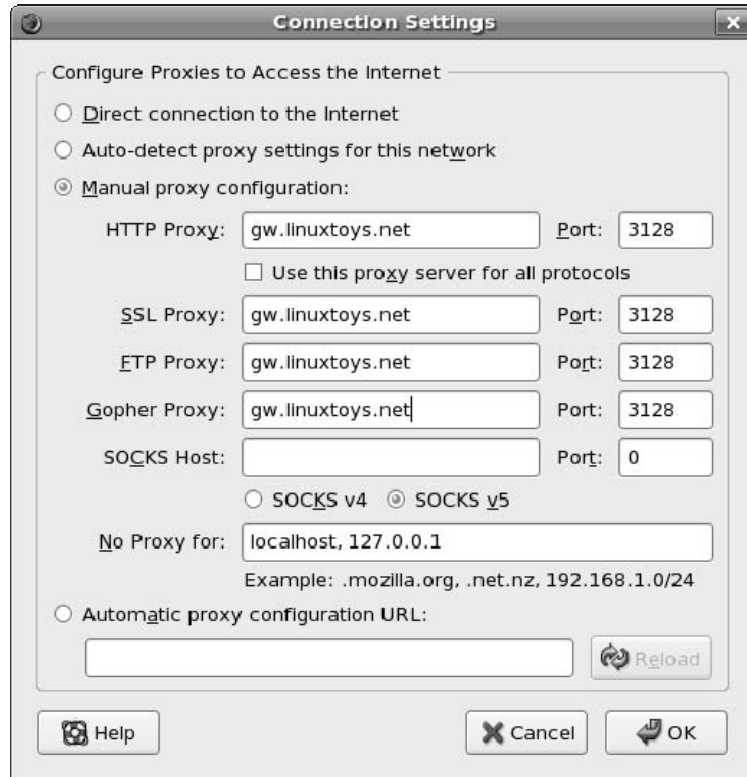 Connection Settings
Configure Proxies to Access the Internet
Direct connection to the Internet
Auto-detect proxy settings for this network
Manual proxy configuration:
HTTP Proxy: gw.linuxtoys.net Port: 3128
Use this proxy server for all protocols
SSL Proxy: gw.linuxtoys.net Port: 3128
FTP Proxy: gw.linuxtoys.net Port: 3128
Gopher Proxy: gw.linuxtoys.net Port: 3128
SOCKS Host: Port: 0
SOCKS v4 SOCKS v5
No Proxy for: localhost, 127.0.0.1
Example: .mozilla.org, .net.nz, 192.168.1.0/24
Automatic proxy configuration URL:
Reload
Help Cancel OK